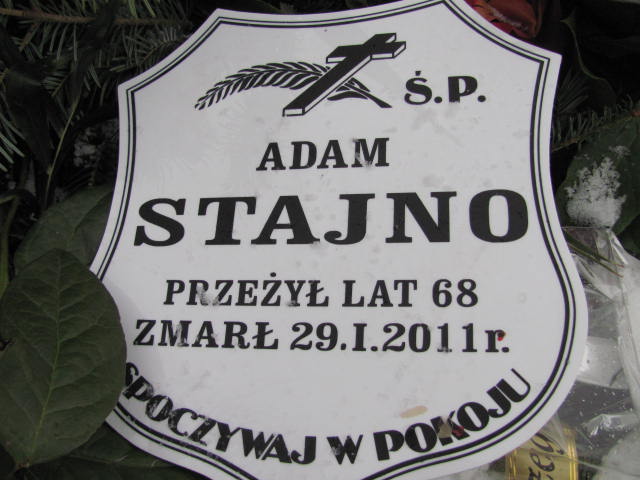 Ś.P.
ADAM
STAJNO
PRZEŻYŁ LAT 68
ZMARŁ 29.I.2011 r.
SPOCZYWAJ W POKOJU